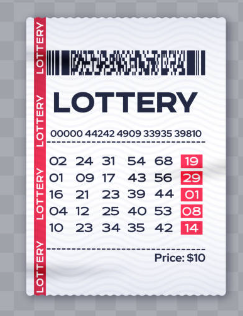 LOTTERY
LOTTERY
LOTTERY
LOTTERY
LOTTERY
00000 44242 4909 33935 39810
02 24 31 54 68 19
01 09 17 43 56 29
16 21 23 39 44 01
04 12 25 40 53 08
10 23 34 35 42 14
Price: $10